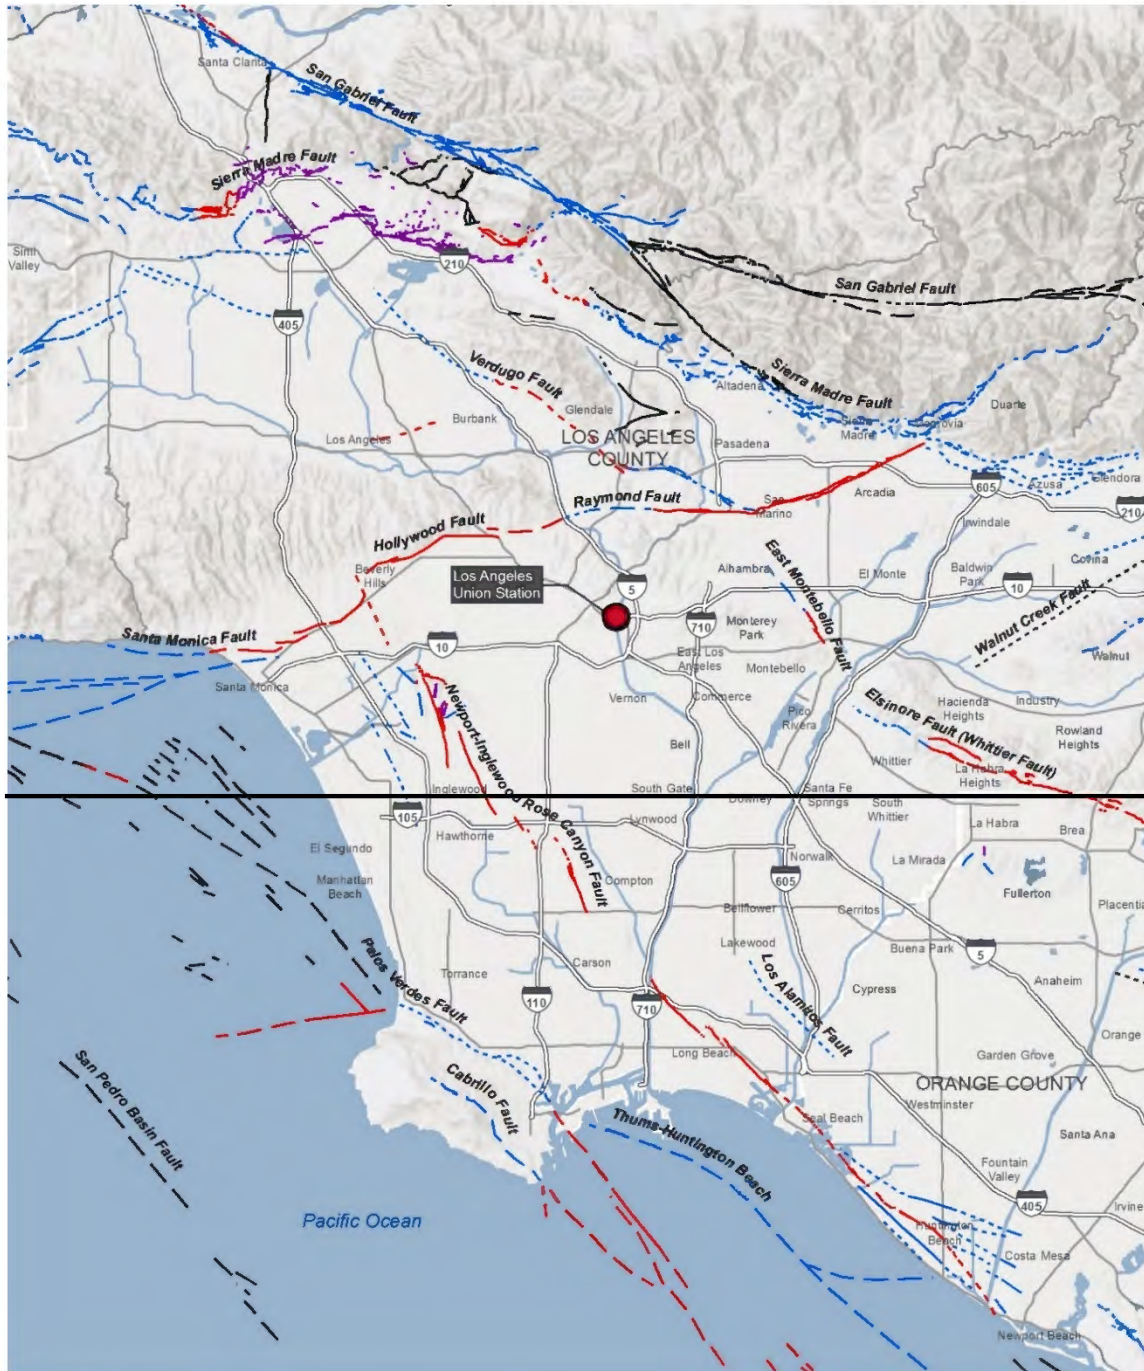 Santa Clarita
San Gabriel Fault
Sierra Madre Fault
Simi
Valley
210
San Gabriel Fault
405
Verdugo Fault
Altadena
Sierra Madre Fault
Duarte
Burbank
Glendale
Los Angeles
LOS ANGELES
COUNTY
Sierra
Madre
Monrovia
Pasadena
Azusa
Glendora
605
210
Raymond Fault
San
Marino
Arcadia
Irwindale
Hollywood Fault
Covina
Beverly
Hills
Los Angeles
Union Station
Alhambra
East Montebello Fault
El Monte
Baldwin
Park
5
10
Walnut Creek Fault
Santa Monica Fault
10
710
Monterey
Park
East Los
Angeles
Montebello
Walnut
Santa Monica
Vernon
Commerce
Newport-Inglewood Rose Canyon Fault
Pico
Rivera
Hacienda
Heights
Industry
Elsinore Fault (Whittier Fault)
Rowland
Heights
Bell
Whittier
La Habra
Heights
Inglewood
South Gate
Downey
Santa Fe
Springs
South
Whittier
105
Hawthorne
Lynwood
La Habra
Brea
El Segundo
Norwalk
La Mirada
Manhattan
Beach
Compton
605
Fullerton
Bellflower
Cerritos
Placentia
Palos Verdes Fault
Lakewood
Buena Park
5
Torrance
Carson
Los Alamitos Fault
Anaheim
110
710
Cypress
Orange
Long Beach
Garden Grove
San Pedro Basin Fault
Cabrillo Fault
ORANGE COUNTY
Westminster
Thums-Huntington Beach
Seal Beach
Santa Ana
Fountain
Valley
405
Irvine
Pacific Ocean
Huntington
Beach
Costa Mesa
Newport Beach